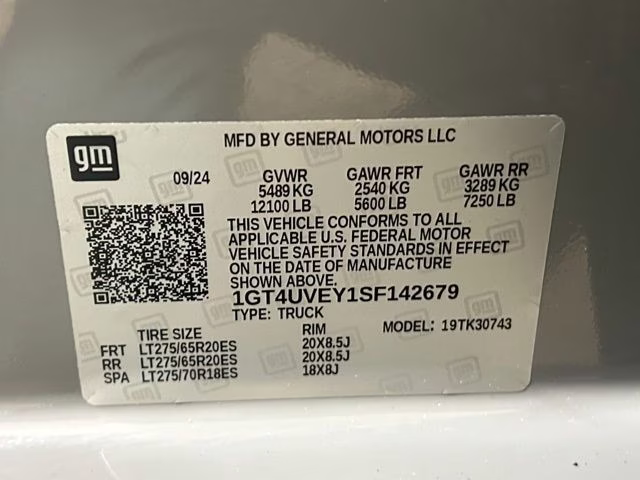 gm
MFD BY GENERAL MOTORS LLC
09/24 GVWR GAWR FRT GAWR RR
5489 KG 2540 KG 3289 KG
12100 LB 5600 LB 7250 LB
THIS VEHICLE CONFORMS TO ALL
APPLICABLE U.S. FEDERAL MOTOR
VEHICLE SAFETY STANDARDS IN EFFECT
ON THE DATE OF MANUFACTURE
1GT4UVEY1SF142679
TYPE: TRUCK MODEL: 19TK30743
TIRE SIZE RIM
FRT LT275/65R20ES 20X8.5J
RR LT275/65R20ES 20X8.5J
SPA LT275/70R18ES 18X8J